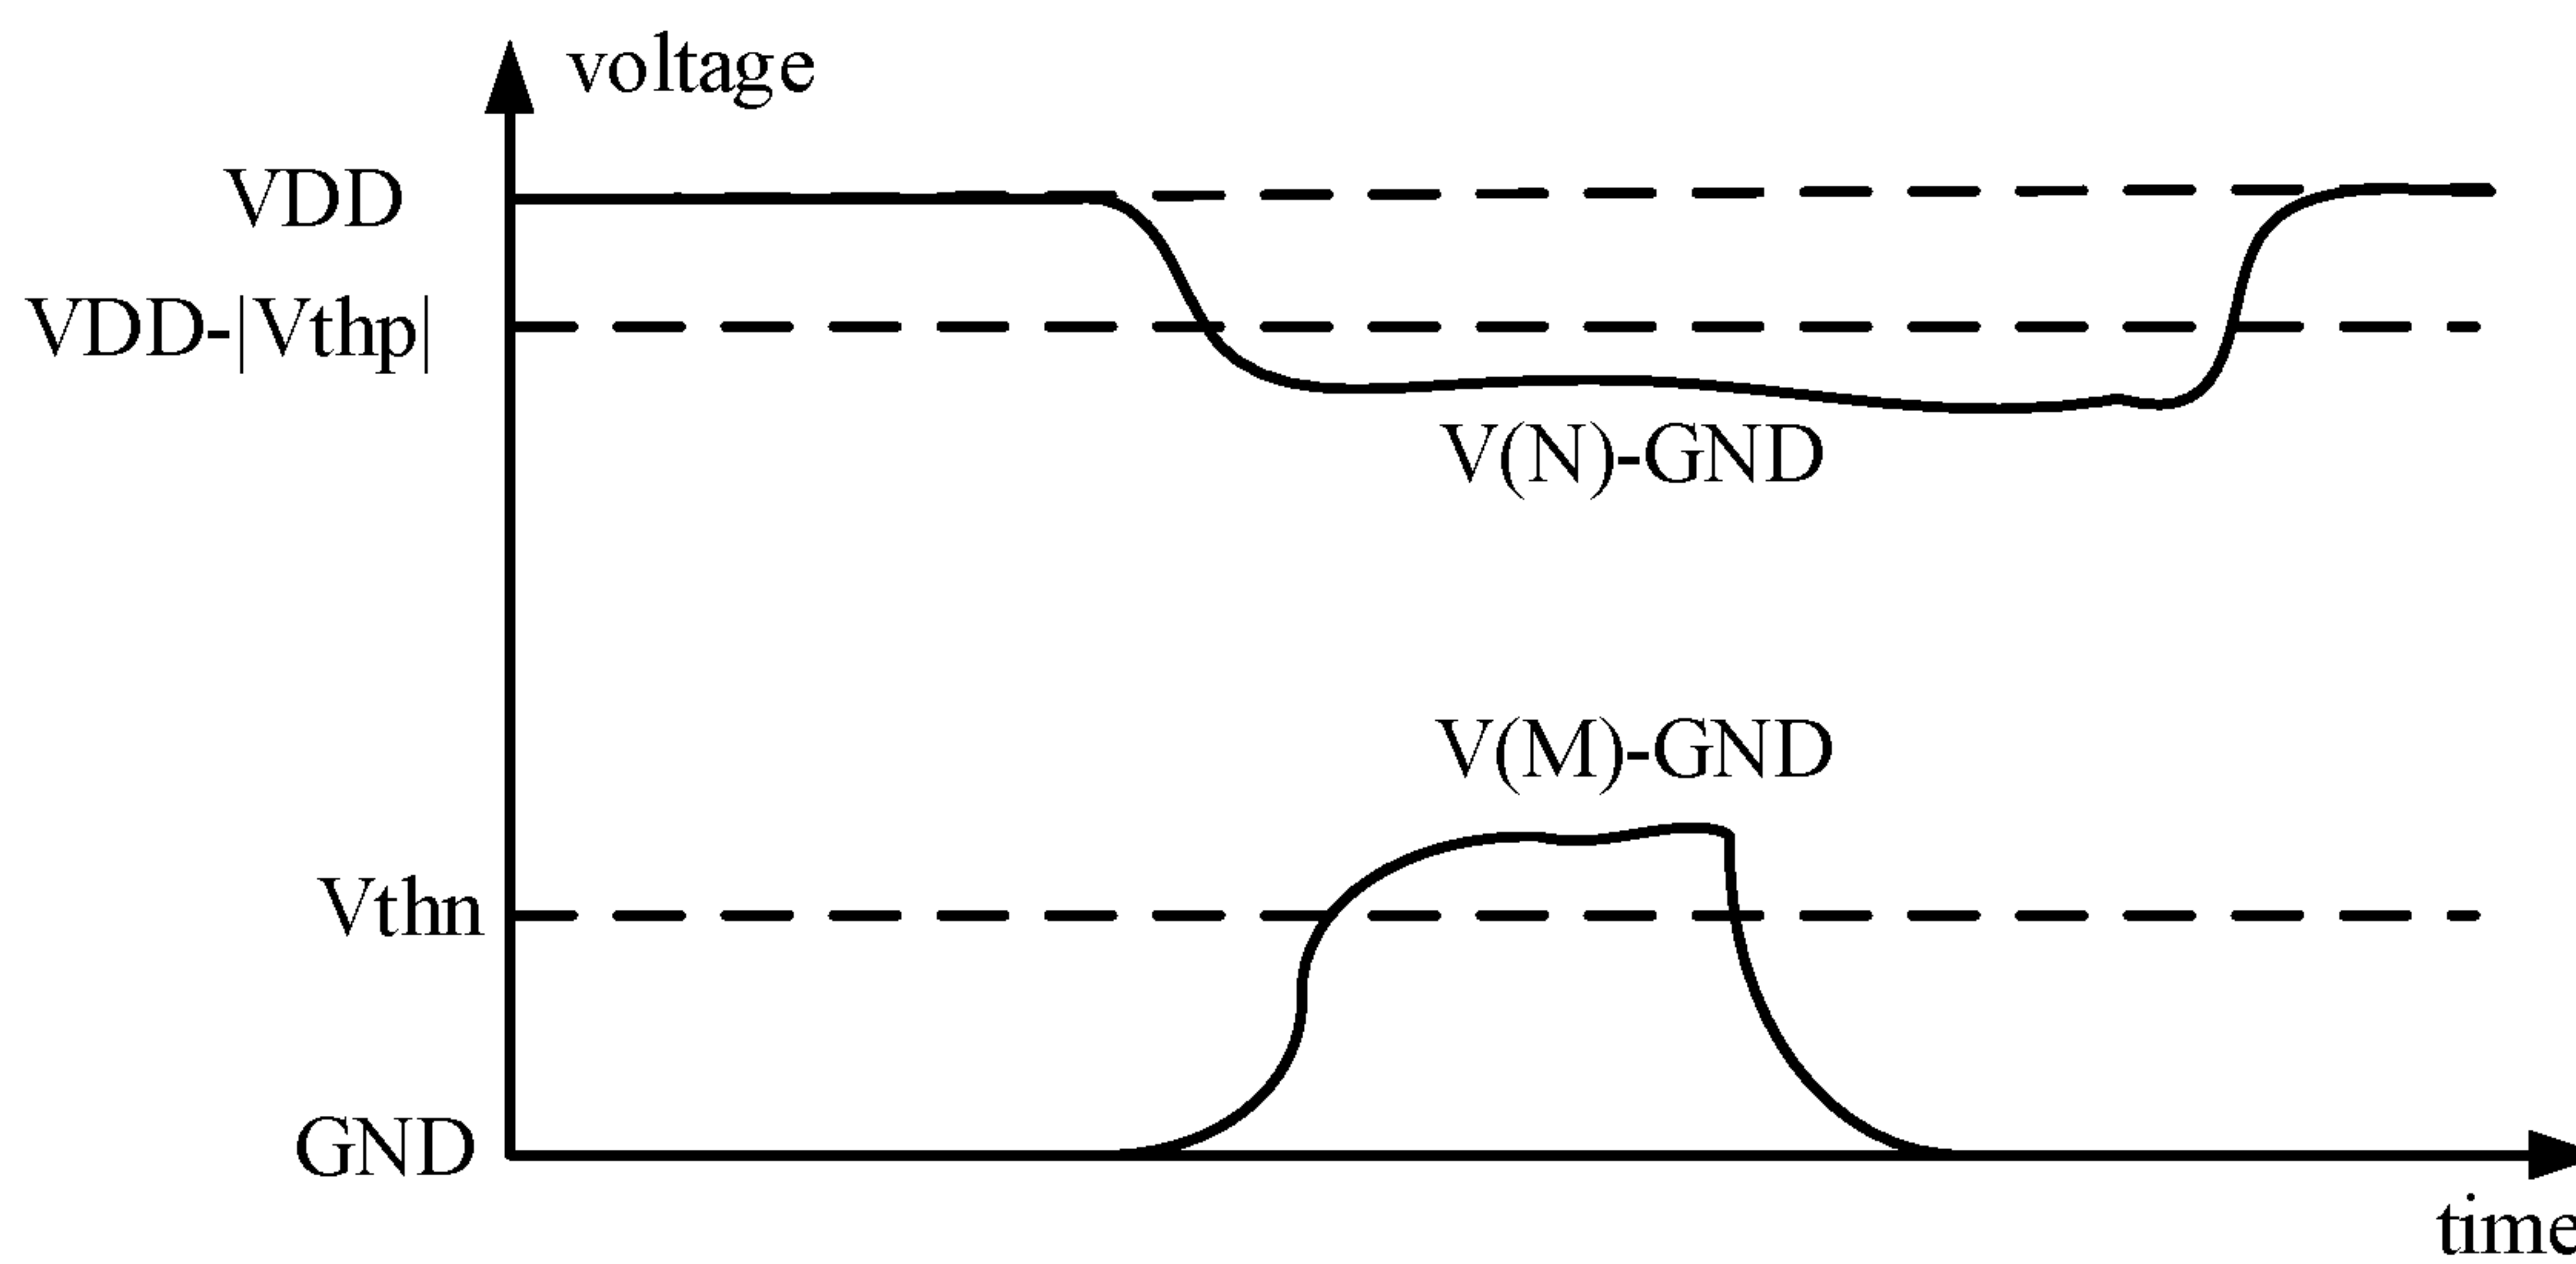 voltage
VDD
VDD-|Vthp|
V(N)-GND
V(M)-GND
Vthn
GND
time